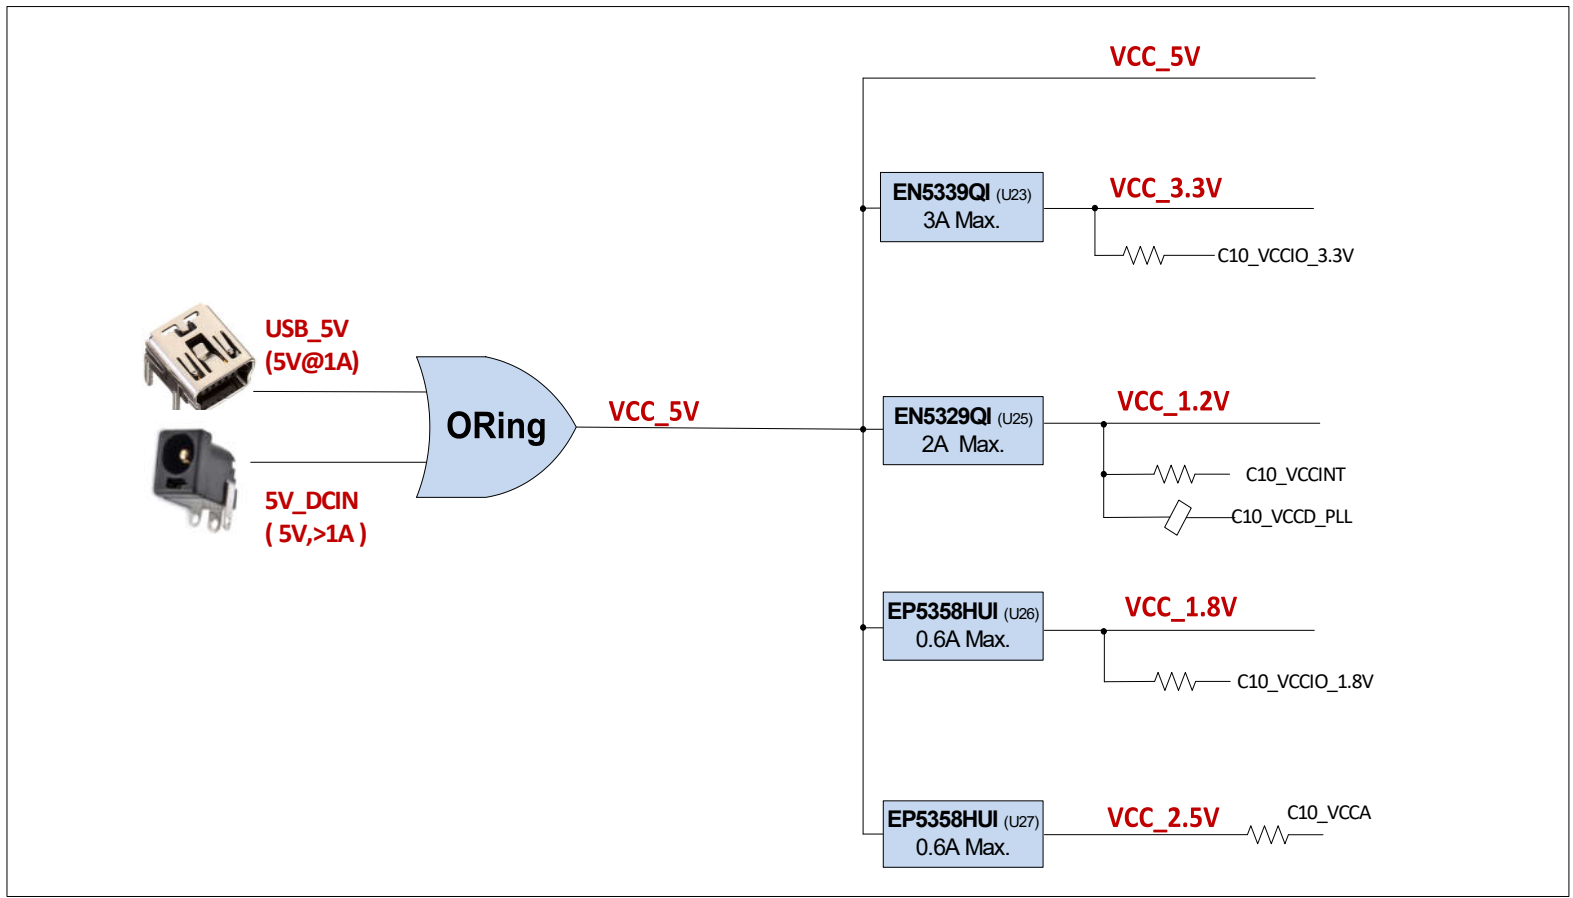 VCC_5V
EN5339QI (U23)
3A Max.
VCC_3.3V
C10_VCCIO_3.3V
USB_5V
(5V@1A)
ORing
VCC_5V
5V_DCIN
( 5V,>1A )
EN5329QI (U25)
2A  Max.
VCC_1.2V
C10_VCCINT
C10_VCCD_PLL
EP5358HUI (U26)
0.6A Max.
VCC_1.8V
C10_VCCIO_1.8V
EP5358HUI (U27)
0.6A Max.
VCC_2.5V
C10_VCCA